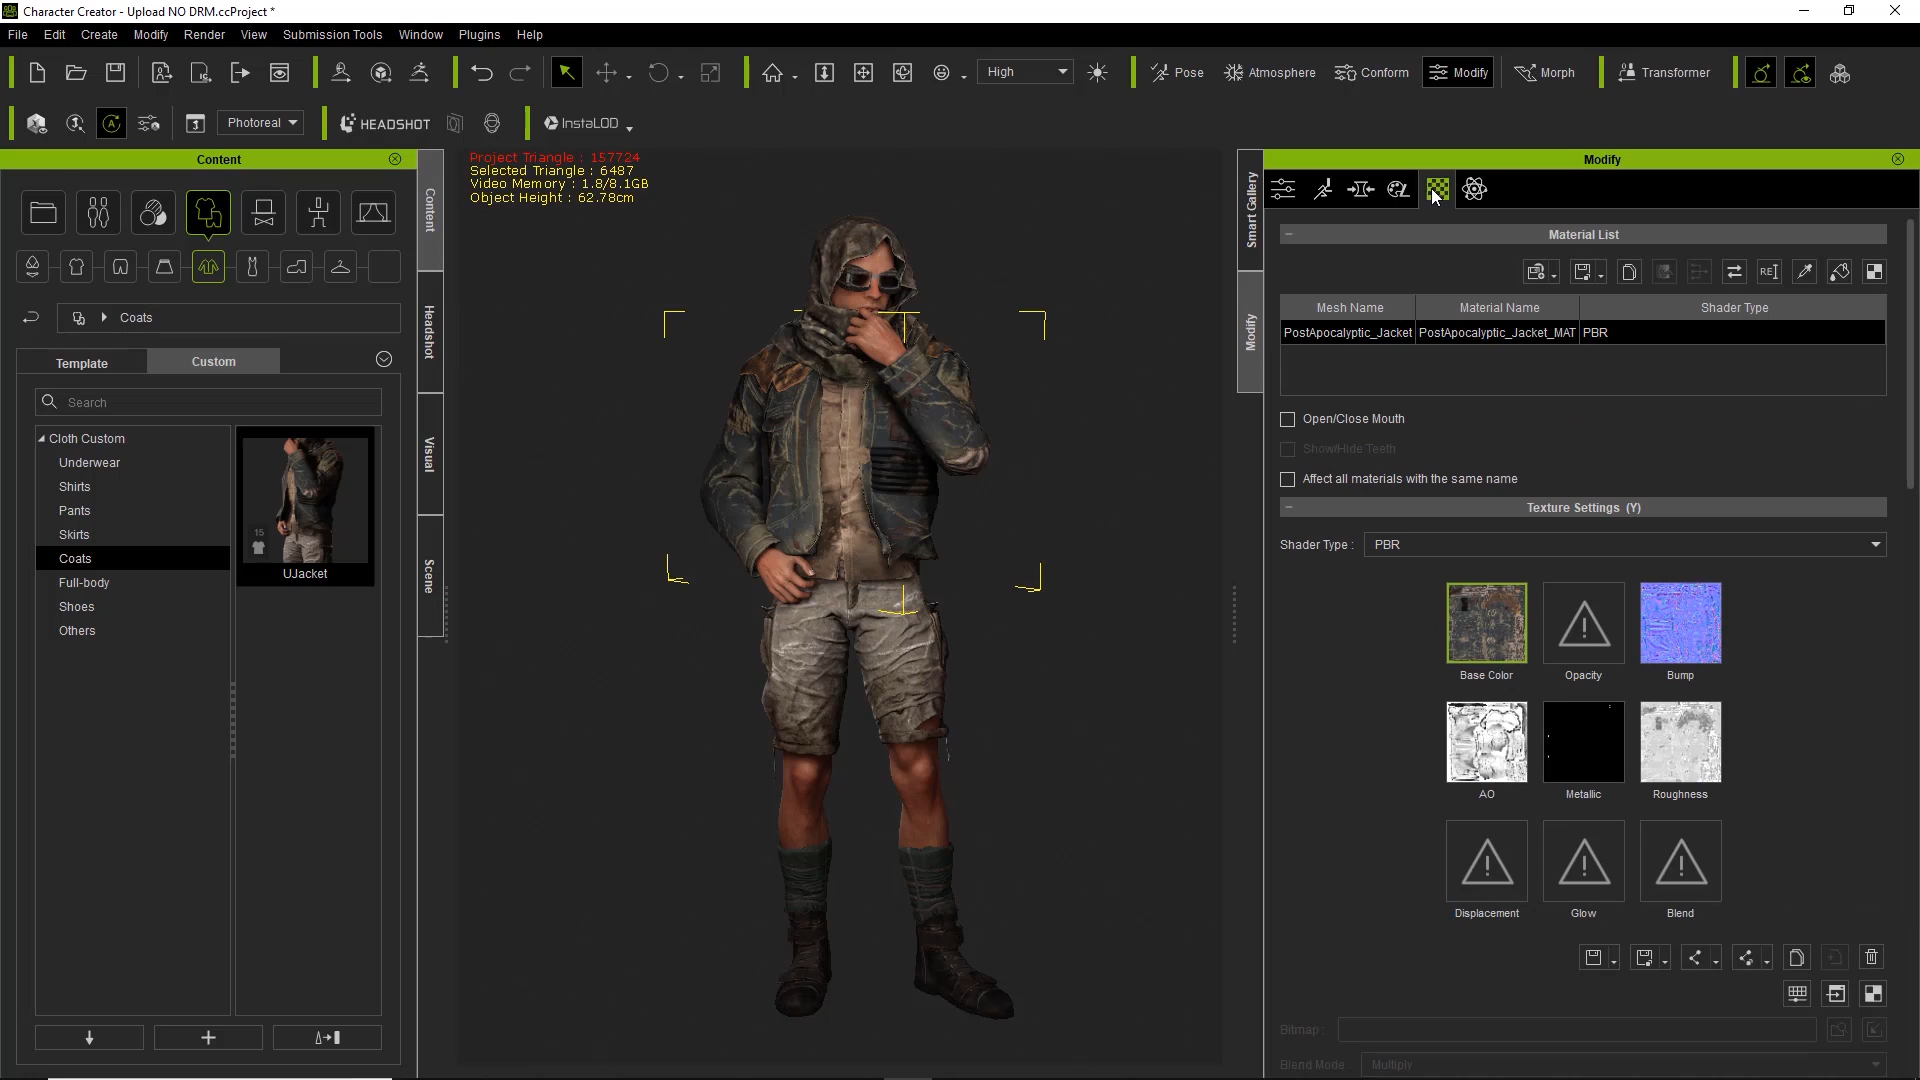 Character Creator - Upload NO DRM.ccProject *
File Edit Create Modify Render View Submission Tools Window Plugins Help
High Pose Atmosphere Conform Modify Morph Transformer
Photoreal HEADSHOT InstaLOD
Content
Coats
Template Custom
Search
Cloth Custom
Underwear
Shirts
Pants
Skirts
Coats
Full-body
Shoes
Others
15
UJacket
Content
Headshot
Visual
Scene
Project Triangle : 157724
Selected Triangle : 6487
Video Memory : 1.8/8.1GB
Object Height : 62.78cm
Smart Gallery
Modify
Modify
Material List
REI
Mesh Name Material Name Shader Type
PostApocalyptic_Jacket PostApocalyptic_Jacket_MAT PBR
Open/Close Mouth
Show/Hide Teeth
Affect all materials with the same name
Texture Settings (Y)
Shader Type : PBR
Base Color Opacity Bump
AO Metallic Roughness
Displacement Glow Blend
Bitmap :
Blend Mode : Multiply